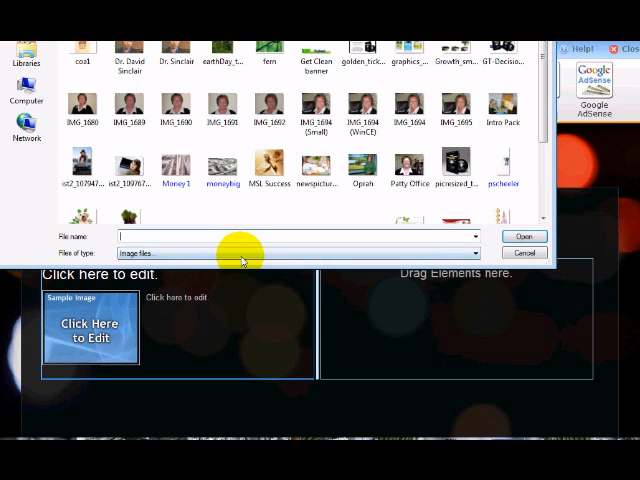 Help!
Clos
Libraries
coa1
Dr. David Sinclair
Dr. Sinclair
earthDay_t...
fern
Get Clean banner
golden_tick...
graphics_...
Growth_sm...
GT-Decisio...
Google AdSense
Google
AdSense
Computer
IMG_1680
IMG_1689
IMG_1690
IMG_1691
IMG_1692
IMG_1694 (Small)
IMG_1694 (WinCE)
IMG_1694
IMG_1695
Intro Pack
Network
ist2_107947...
ist2_109767...
Money 1
moneybig
MSL Success
newspictur...
Oprah
Patty Office
picresized_t...
pscheeler
File name:
Open
Files of type:
Image files...
Cancel
Click here to edit.
Drag Elements here.
Sample Image
Click here to edit.
Click Here
to Edit